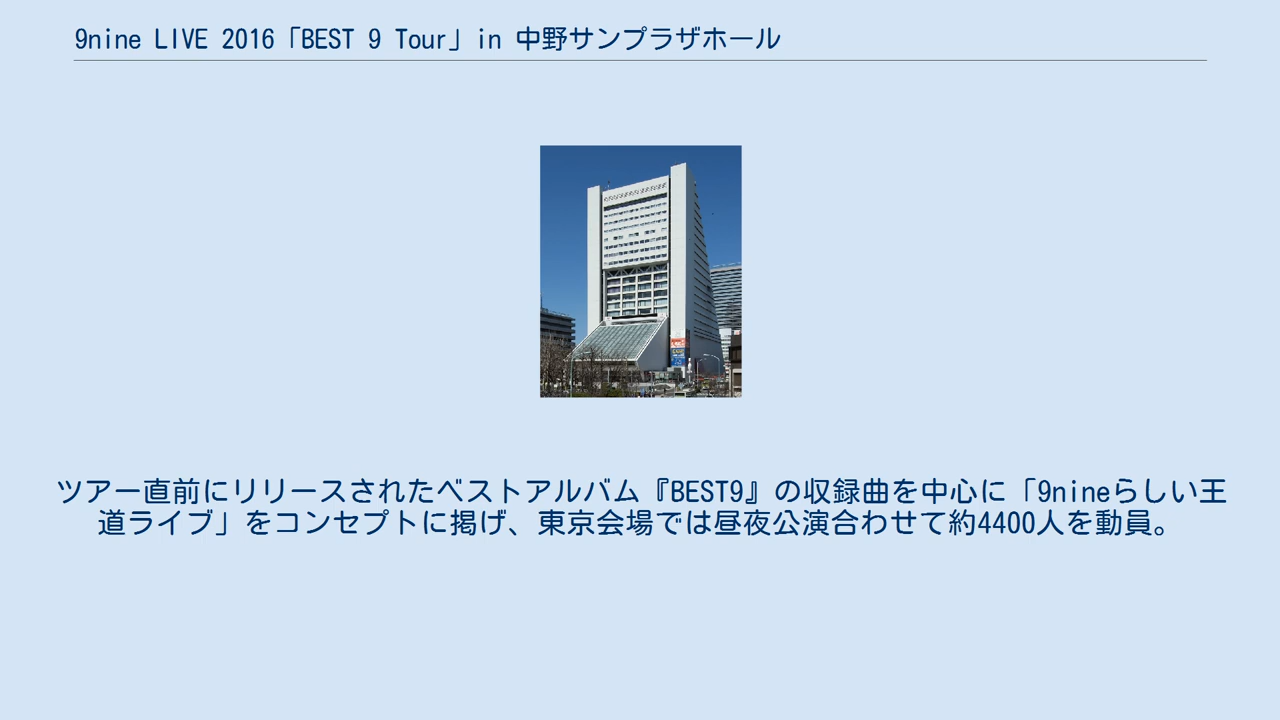 9nine LIVE 2016「BEST 9 Tour」in 中野サンプラザホール
ツアー直前にリリースされたベストアルバム『BEST9』の収録曲を中心に「9nineらしい王
道ライブ」をコンセプトに掲げ、東京会場では昼夜公演合わせて約4400人を動員。